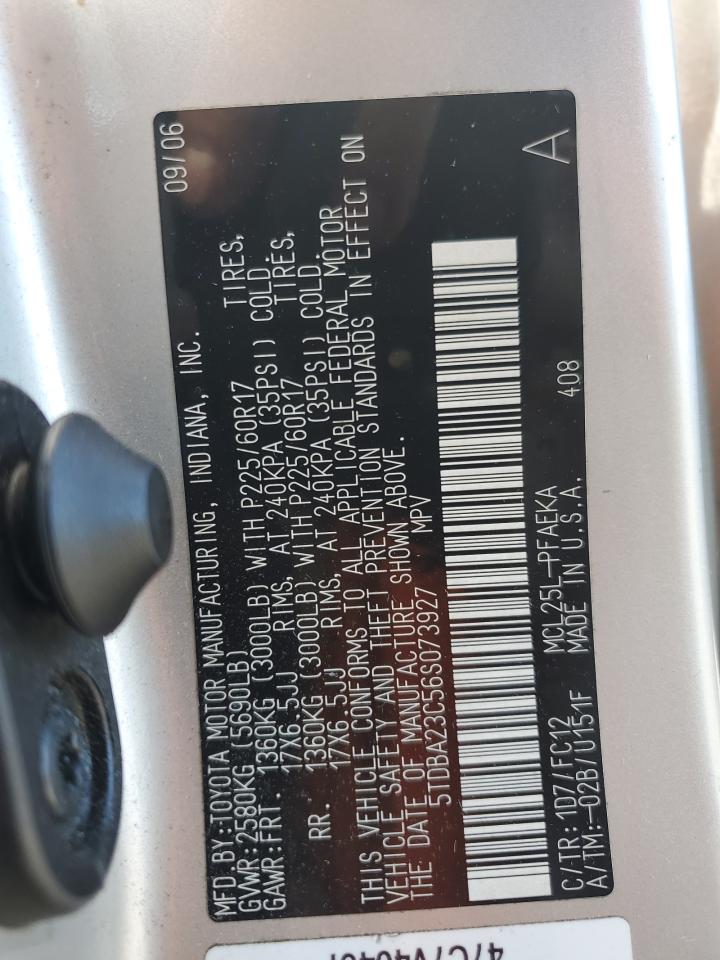 MFD.BY:TOYOTA MOTOR MANUFACTURING, INDIANA, INC. 09/06
GVWR:2580KG (5690LB)
GAWR:FRT. 1360KG (3000LB) WITH P225/60R17 TIRES,
17X6.5JJ RIMS, AT 240KPA (35PSI) COLD.
RR. 1360KG (3000LB) WITH P225/60R17 TIRES,
17X6.5JJ RIMS, AT 240KPA (35PSI) COLD.
THIS VEHICLE CONFORMS TO ALL APPLICABLE FEDERAL MOTOR
VEHICLE SAFETY AND THEFT PREVENTION STANDARDS IN EFFECT ON
THE DATE OF MANUFACTURE SHOWN ABOVE.
5TDBA23C56S073927 MPV
C/TR:1D7/FC12 MCL25L-PFAEKA 408
A/TM:-02B/U151F MADE IN U.S.A. A